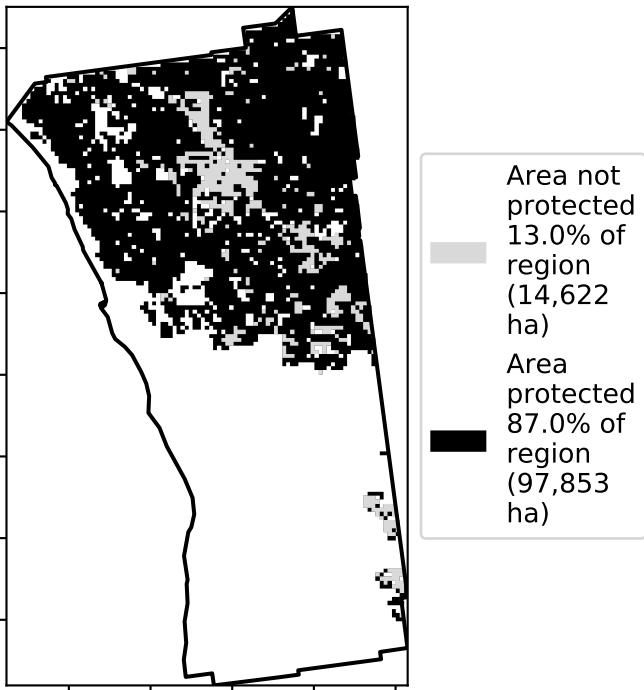 Area not
protected
13.0% of
region
(14,622
ha)
Area
protected
87.0% of
region
(97,853
ha)